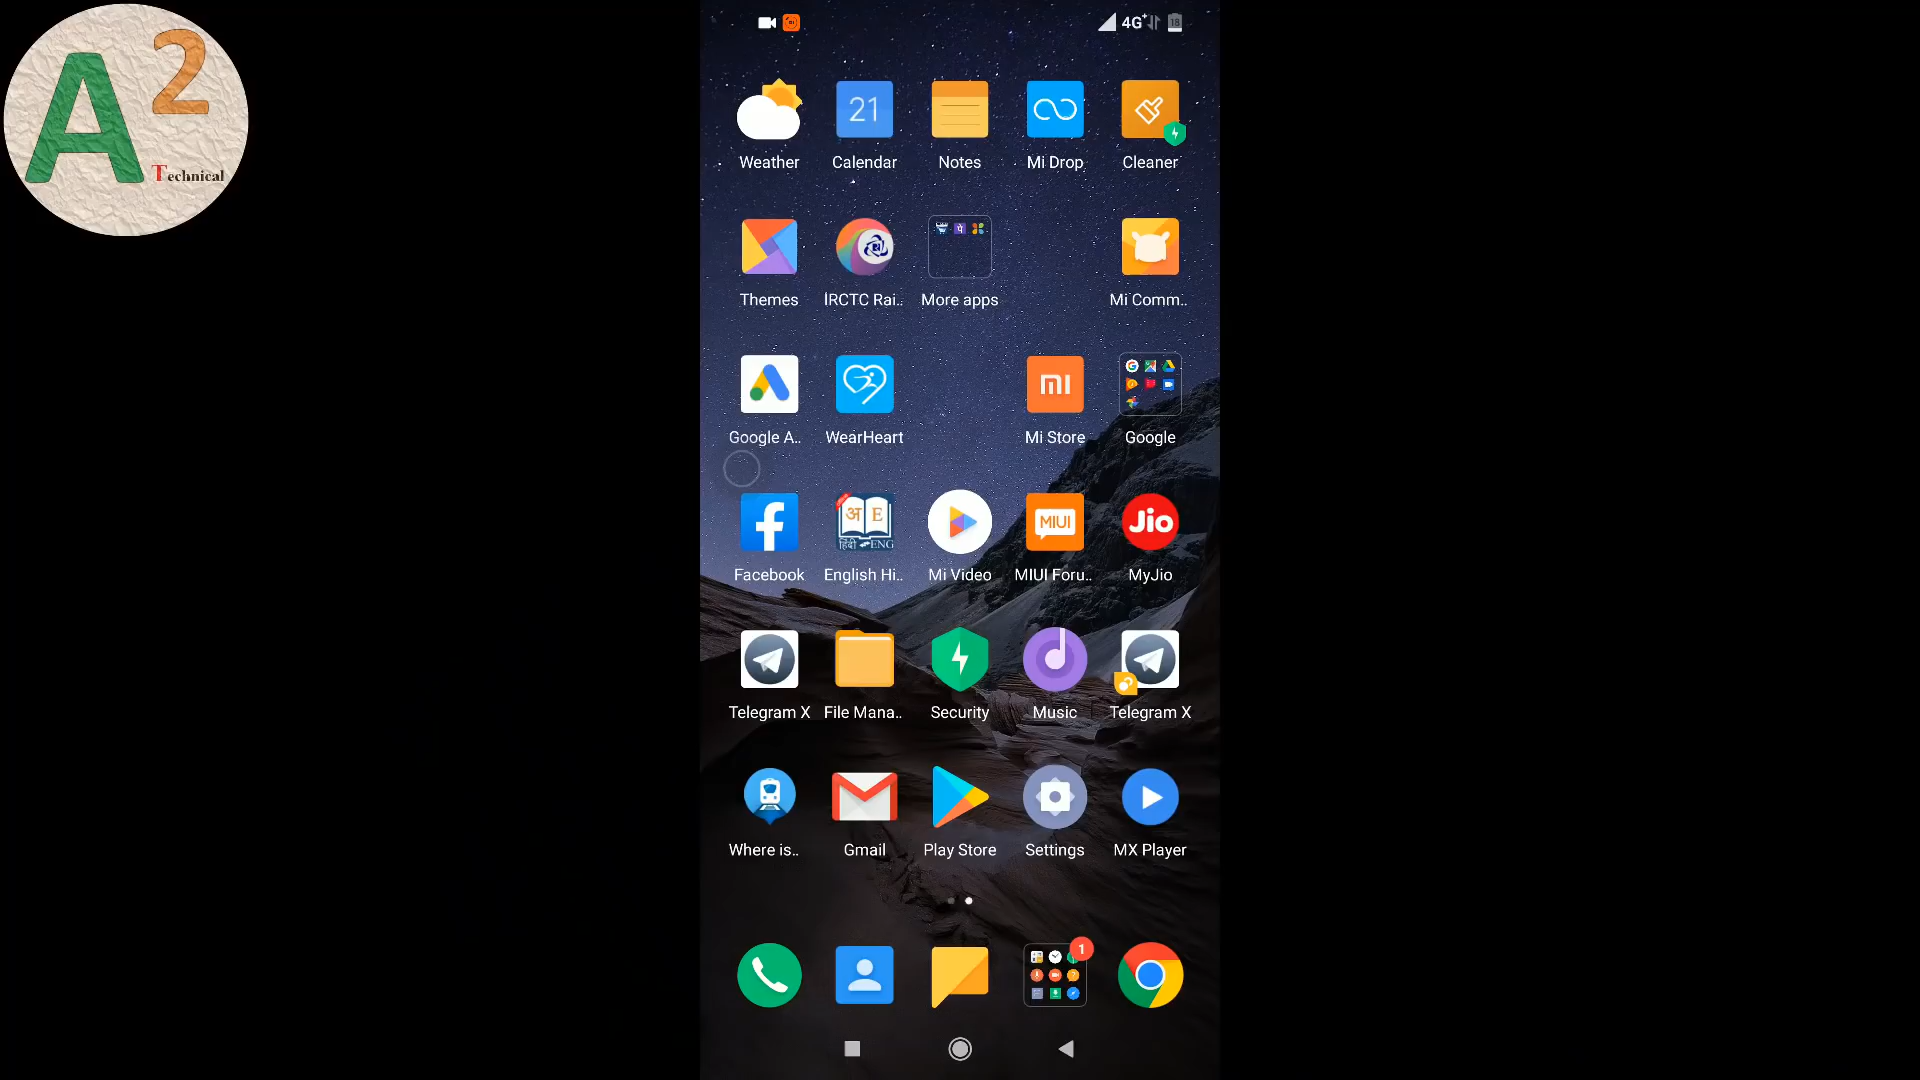 A2
Technical
4G+ 18
21
Weather Calendar Notes Mi Drop Cleaner
Themes IRCTC Rai.. More apps Mi Comm..
mi
Google A.. WearHeart Mi Store Google
अ E MIUI Jio
हिंदी ENG
Facebook English Hi.. Mi Video MIUI Foru.. MyJio
Telegram X File Mana.. Security Music Telegram X
Where is.. Gmail Play Store Settings MX Player
1